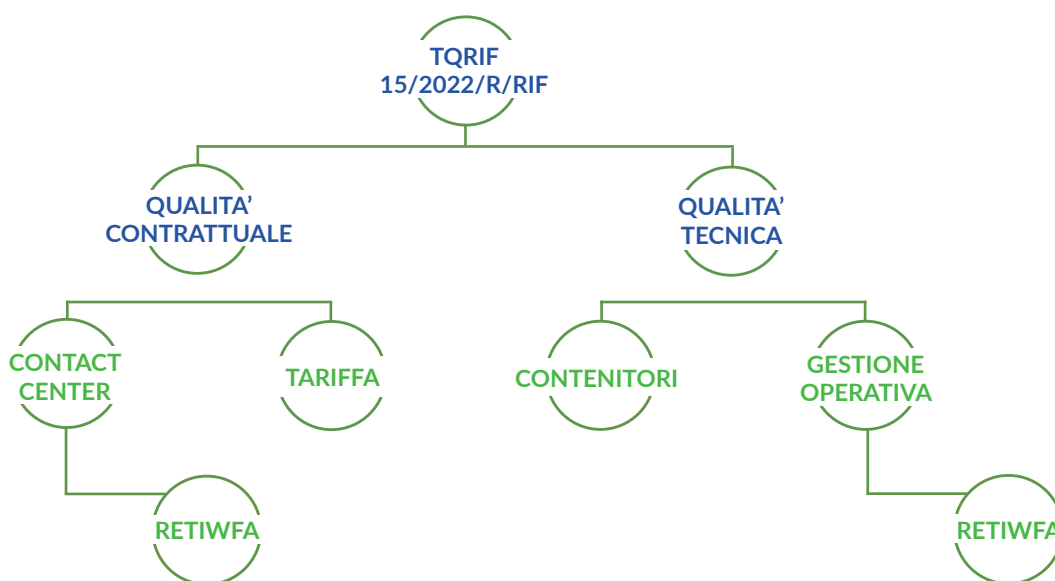 TQRIF
15/2022/R/RIF
QUALITA’
CONTRATTUALE
QUALITA’
TECNICA
CONTACT
CENTER
TARIFFA
CONTENITORI
GESTIONE
OPERATIVA
RETIWFA
RETIWFA